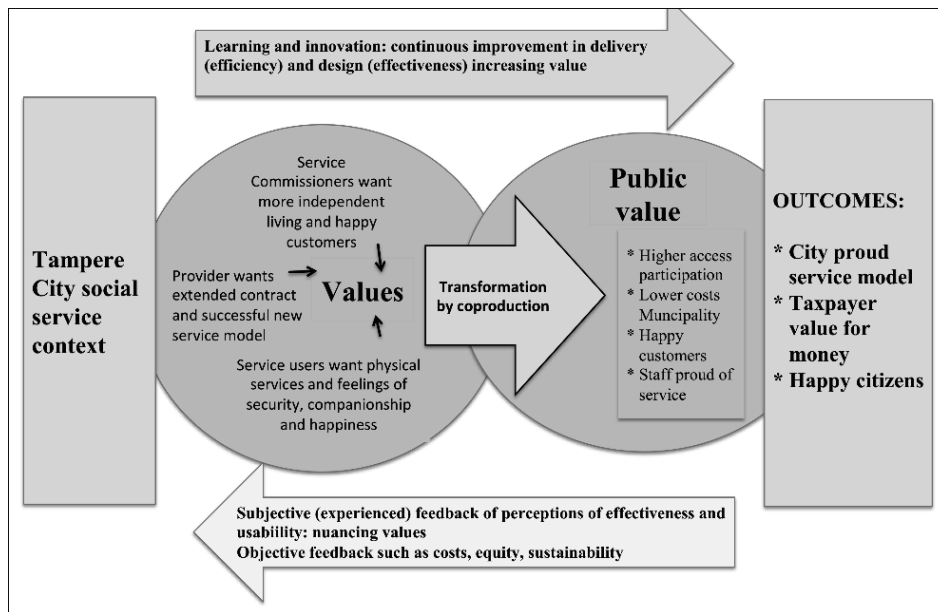 Learning and innovation: continuous improvement in delivery
(efficiency) and design (effectiveness) increasing value
Tampere
City social
service
context
Service
Commissioners want
more independent
living and happy
customers
Provider wants
extended contract
and successful new
service model
Values
Service users want physical
services and feelings of
security, companionship
and happiness
Transformation
by coproduction
Public
value
* Higher access
participation
* Lower costs
Muncipality
* Happy
customers
* Staff proud of
service
OUTCOMES:
* City proud
service model
* Taxpayer
value for
money
* Happy citizens
Subjective (experienced) feedback of perceptions of effectiveness and
usabiility: nuancing values
Objective feedback such as costs, equity, sustainability